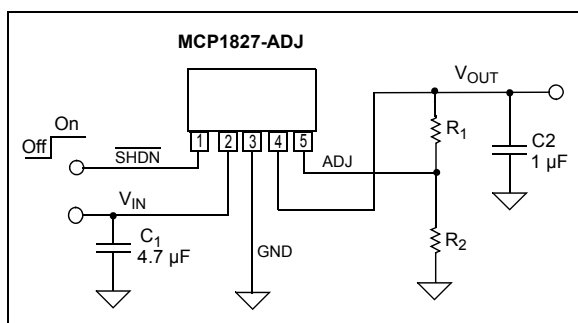 MCP1827-ADJ
VOUT
On
Off
1 2 3 4 5
SHDN
ADJ
R1
C2
1 µF
VIN
C1
4.7 µF
GND
R2